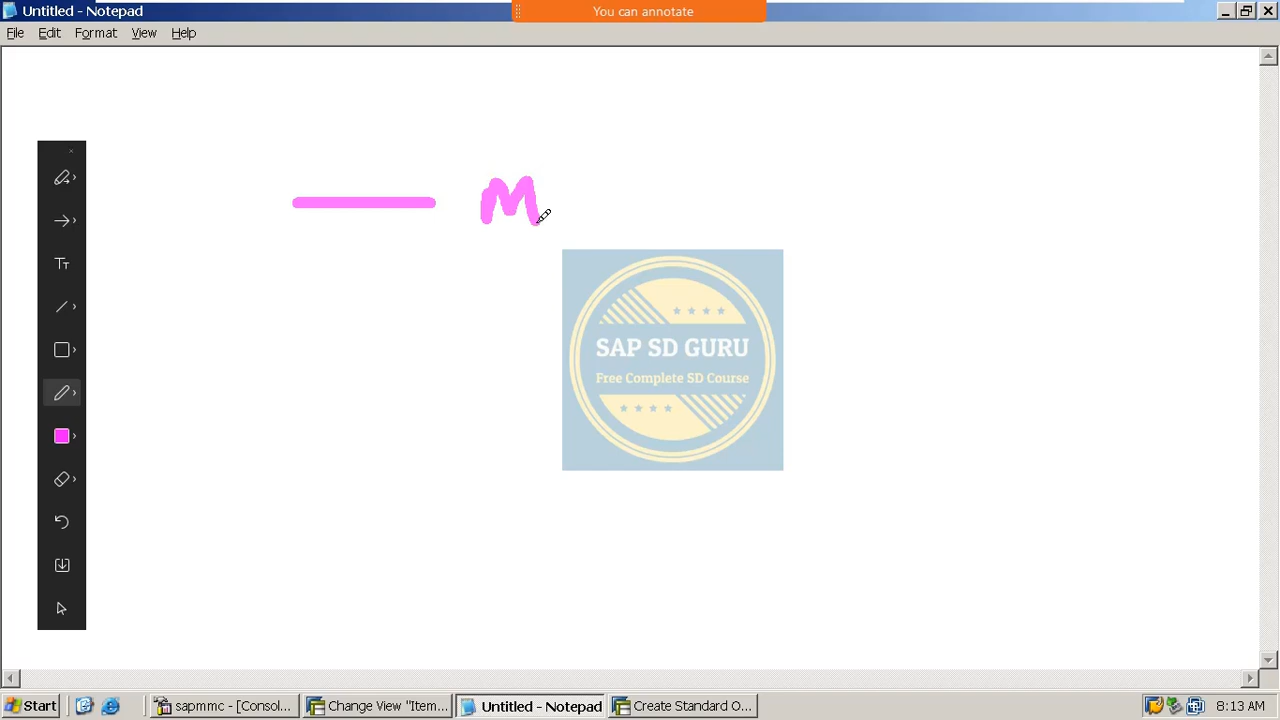 Untitled - Notepad
You can annotate
File Edit Format View Help
M
SAP SD GURU
Free Complete SD Course
Start
sapmmc - [Consol...
Change View "Item...
Untitled - Notepad
Create Standard O...
8:13 AM